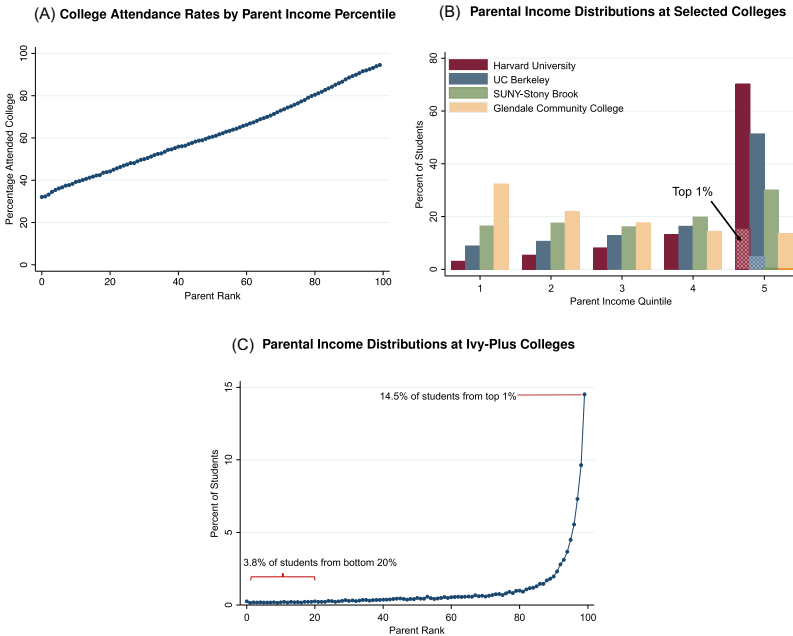 (A) College Attendance Rates by Parent Income Percentile
Percentage Attended College
100
80
60
40
20
0
0 20 40 60 80 100
Parent Rank
(B) Parental Income Distributions at Selected Colleges
Percent of Students
80
60
40
20
0
Harvard University
UC Berkeley
SUNY-Stony Brook
Glendale Community College
Top 1%
1 2 3 4 5
Parent Income Quintile
(C) Parental Income Distributions at Ivy-Plus Colleges
Percent of Students
15
10
5
0
14.5% of students from top 1%
3.8% of students from bottom 20%
0 20 40 60 80 100
Parent Rank